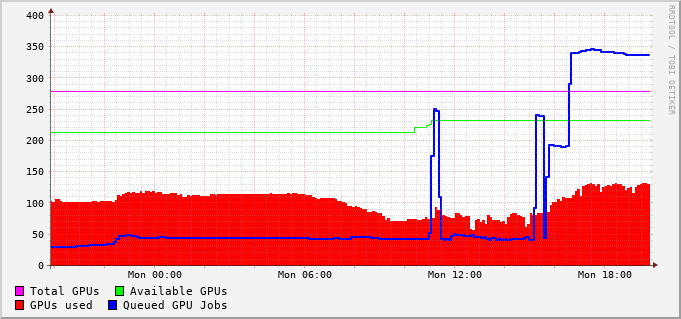 400
350
300
250
200
150
100
50
0
Mon 00:00 Mon 06:00 Mon 12:00 Mon 18:00
Total GPUs Available GPUs
GPUs used Queued GPU Jobs
RRDTOOL / TOBI OETIKER